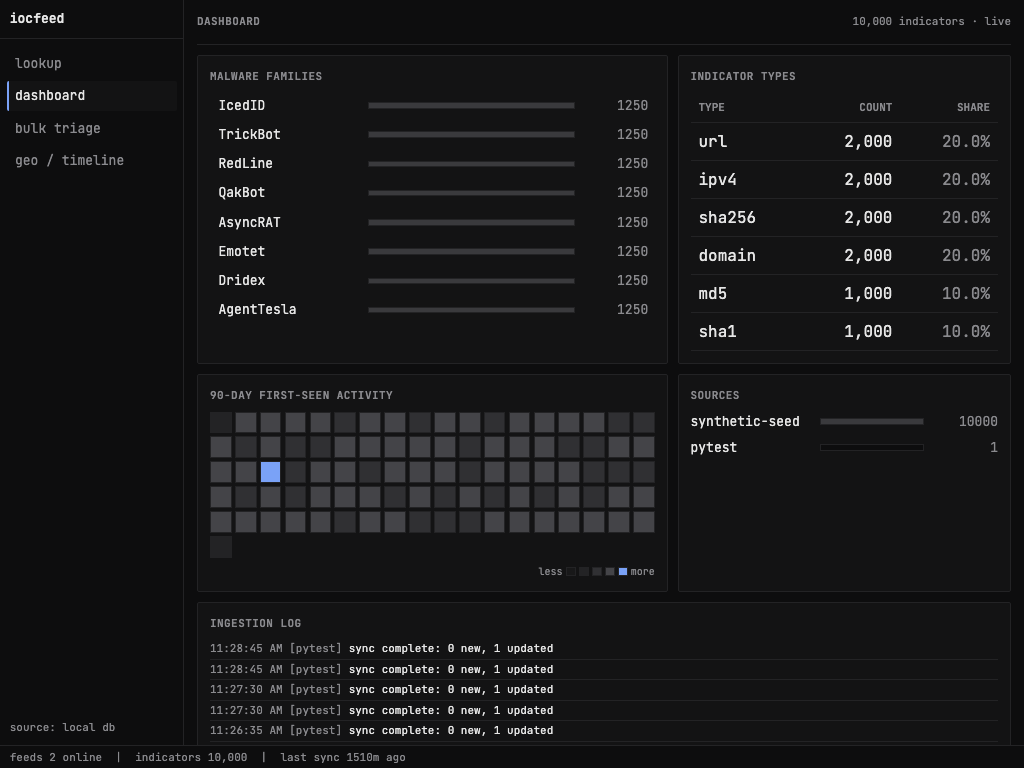 iocfeed
lookup
dashboard
bulk triage
geo / timeline
source: local db
DASHBOARD
10,000 indicators · live
MALWARE FAMILIES
IcedID 1250
TrickBot 1250
RedLine 1250
QakBot 1250
AsyncRAT 1250
Emotet 1250
Dridex 1250
AgentTesla 1250
INDICATOR TYPES
TYPE COUNT SHARE
url 2,000 20.0%
ipv4 2,000 20.0%
sha256 2,000 20.0%
domain 2,000 20.0%
md5 1,000 10.0%
sha1 1,000 10.0%
90-DAY FIRST-SEEN ACTIVITY
less more
SOURCES
synthetic-seed 10000
pytest 1
INGESTION LOG
11:28:45 AM [pytest] sync complete: 0 new, 1 updated
11:28:45 AM [pytest] sync complete: 0 new, 1 updated
11:27:30 AM [pytest] sync complete: 0 new, 1 updated
11:27:30 AM [pytest] sync complete: 0 new, 1 updated
11:26:35 AM [pytest] sync complete: 0 new, 1 updated
feeds 2 online | indicators 10,000 | last sync 1510m ago